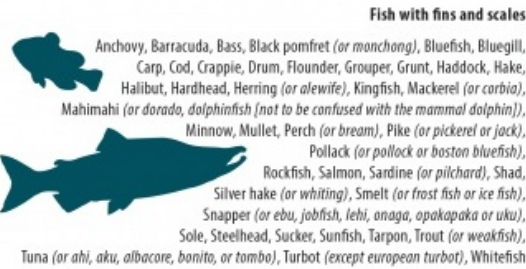 Fish with fins and scales
Anchovy, Barracuda, Bass, Black pomfret (or monchong), Bluefish, Bluegill,
Carp, Cod, Crappie, Drum, Flounder, Grouper, Grunt, Haddock, Hake,
Halibut, Hardhead, Herring (or alewife), Kingfish, Mackerel (or corbia),
Mahimahi (or dorado, dolphinfish [not to be confused with the mammal dolphin]),
Minnow, Mullet, Perch (or bream), Pike (or pickerel or jack),
Pollack (or pollock or boston bluefish),
Rockfish, Salmon, Sardine (or pilchard), Shad,
Silver hake (or whiting), Smelt (or frost fish or ice fish),
Snapper (or ebu, jobfish, lehi, onaga, opakapaka or uku),
Sole, Steelhead, Sucker, Sunfish, Tarpon, Trout (or weakfish),
Tuna (or ahi, aku, albacore, bonito, or tombo), Turbot (except european turbot), Whitefish